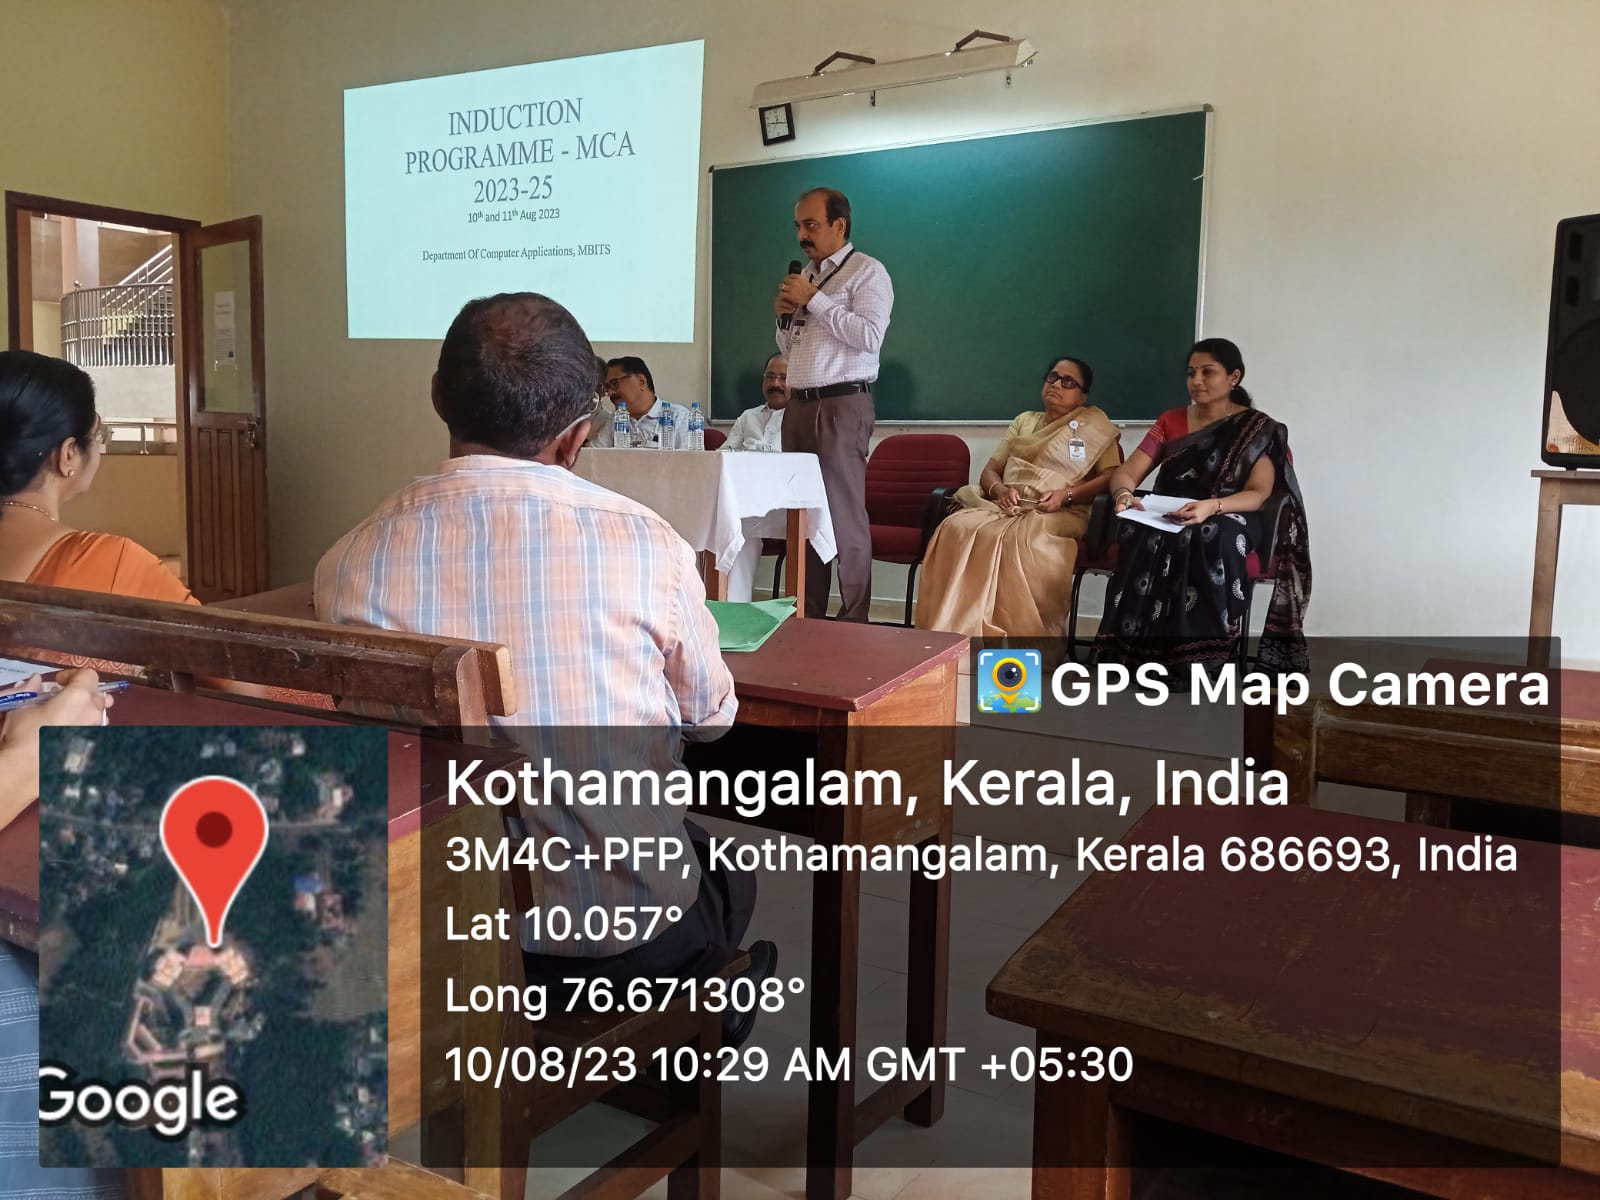 INDUCTION
PROGRAMME - MCA
2023-25
10th and 11th Aug 2023
Department Of Computer Applications, MBITS
GPS Map Camera
Kothamangalam, Kerala, India
3M4C+PFP, Kothamangalam, Kerala 686693, India
Lat 10.057°
Long 76.671308°
10/08/23 10:29 AM GMT +05:30
Google